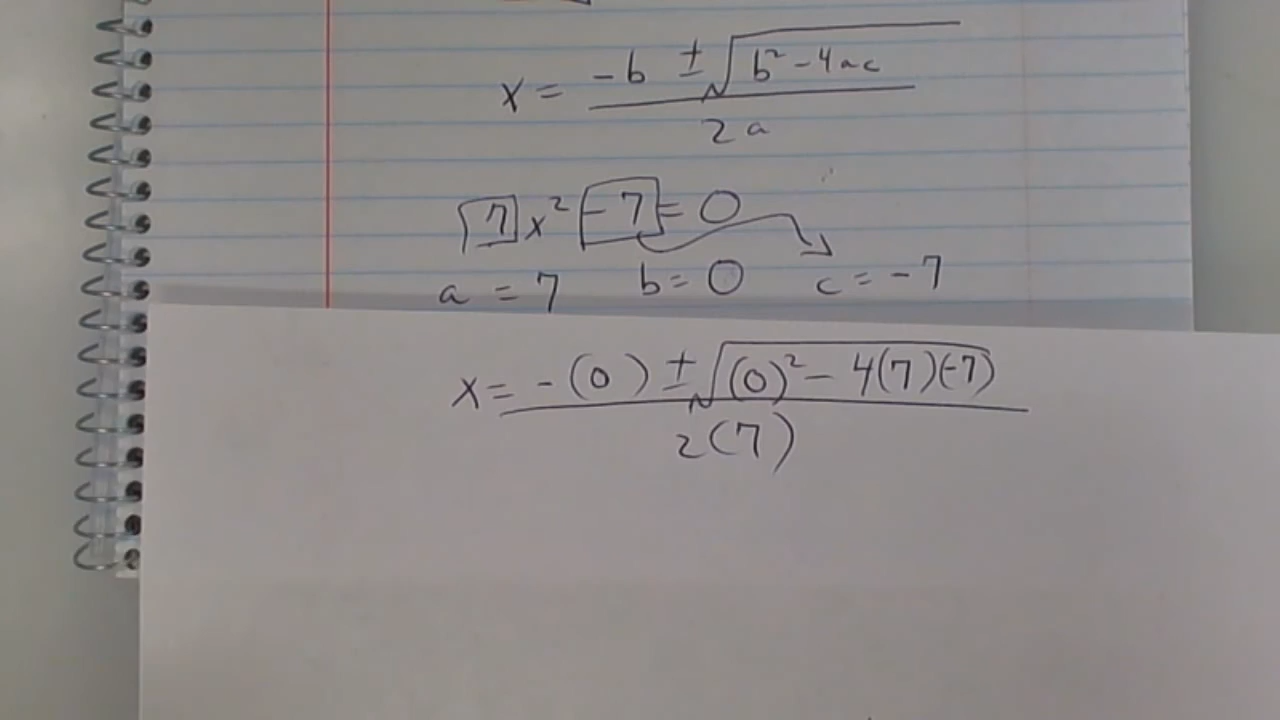 x = -b ± √(b² - 4ac) / 2a
7x² - 7 = 0
a = 7 b = 0 c = -7
x = -(0) ± √((0)² - 4(7)(-7)) / 2(7)